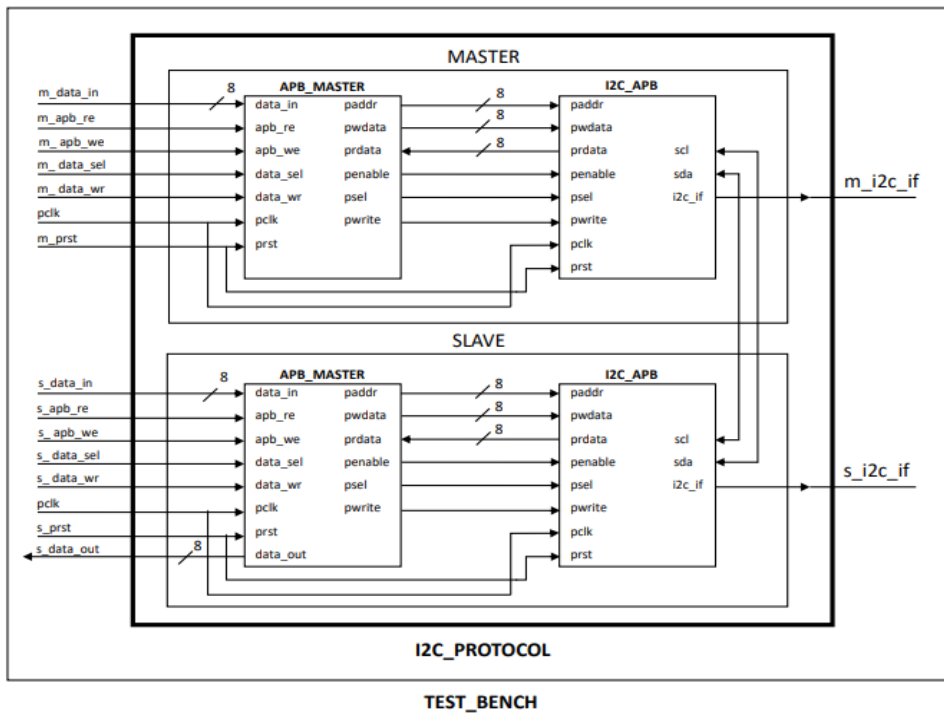 MASTER
APB_MASTER
I2C_APB
m_data_in
8
data_in
paddr
8
paddr
m_apb_re
apb_re
pwdata
8
pwdata
m_ apb_we
apb_we
prdata
8
prdata
scl
m_ data_sel
data_sel
penable
penable
sda
m_ data_wr
data_wr
psel
psel
i2c_if
m_i2c_if
pclk
pclk
pwrite
pwrite
m_prst
prst
pclk
prst
SLAVE
APB_MASTER
I2C_APB
s_data_in
8
data_in
paddr
8
paddr
s_apb_re
apb_re
pwdata
8
pwdata
s_ apb_we
apb_we
prdata
8
prdata
scl
s_ data_sel
data_sel
penable
penable
sda
s_ data_wr
data_wr
psel
psel
i2c_if
s_i2c_if
pclk
pclk
pwrite
pwrite
s_prst
prst
pclk
s_data_out
8
data_out
prst
I2C_PROTOCOL
TEST_BENCH